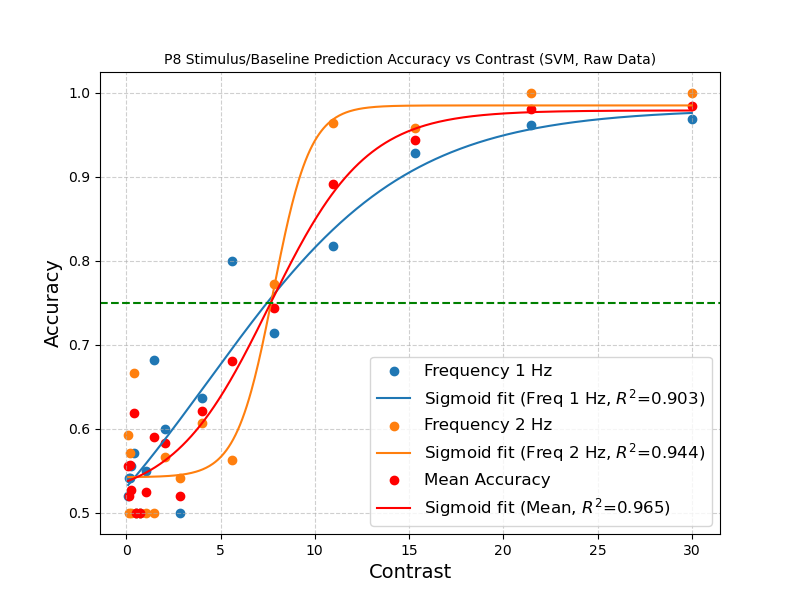 P8 Stimulus/Baseline Prediction Accuracy vs Contrast (SVM, Raw Data)
1.0
0.9
0.8
0.7
0.6
0.5
Accuracy
Frequency 1 Hz
Sigmoid fit (Freq 1 Hz, R²=0.903)
Frequency 2 Hz
Sigmoid fit (Freq 2 Hz, R²=0.944)
Mean Accuracy
Sigmoid fit (Mean, R²=0.965)
0 5 10 15 20 25 30
Contrast